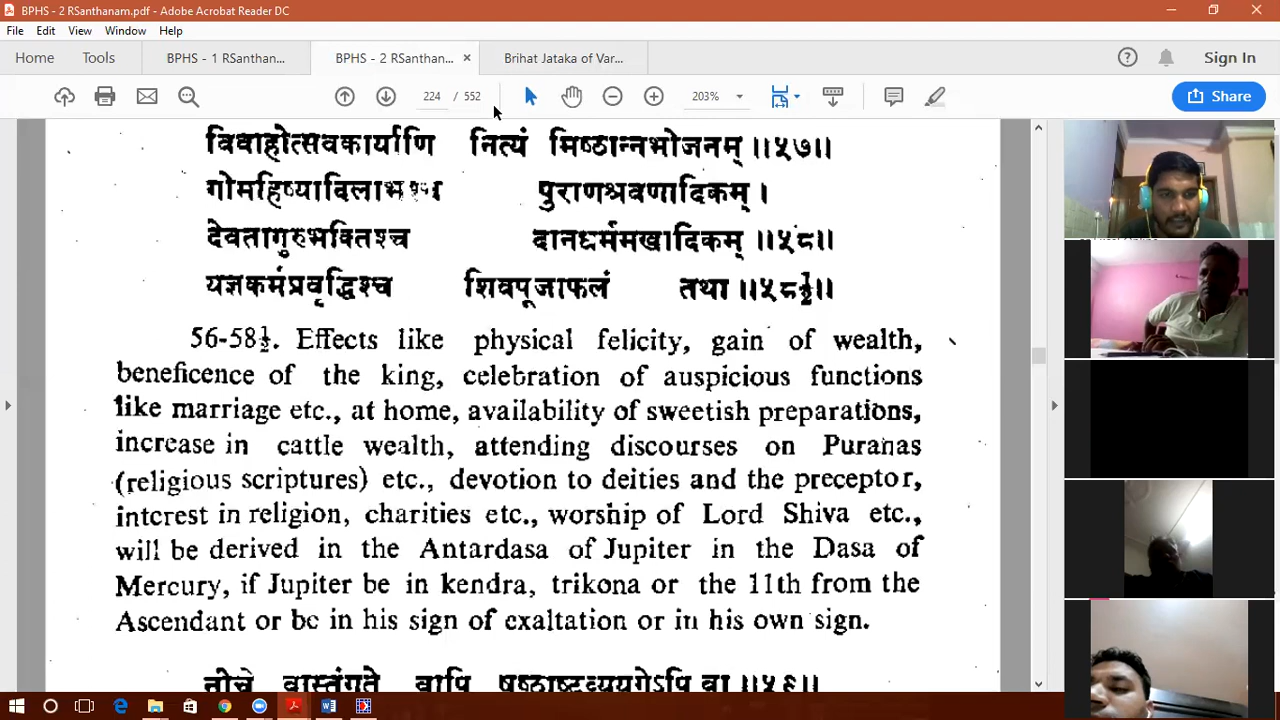 BPHS - 2 RSanthanam.pdf - Adobe Acrobat Reader DC
File Edit View Window Help
Home Tools BPHS - 1 RSanthan... BPHS - 2 RSanthan... × Brihat Jataka of Var... Sign In
224 / 552 203% Share
विवाहोत्सवकार्याणि नित्यं मिष्ठान्नभोजनम् ॥५७॥
पुराणश्रवणादिकम् ।
देवतागुरुभक्तिश्च दानधर्ममखादिकम् ॥५८॥
यज्ञकर्मप्रवृद्धिश्च शिवपूजाफलं तथा ॥५८½॥
56-58½. Effects like physical felicity, gain of wealth,
beneficence of the king, celebration of auspicious functions
like marriage etc., at home, availability of sweetish preparations,
increase in cattle wealth, attending discourses on Puranas
(religious scriptures) etc., devotion to deities and the preceptor,
interest in religion, charities etc., worship of Lord Shiva etc.,
will be derived in the Antardasa of Jupiter in the Dasa of
Mercury, if Jupiter be in kendra, trikona or the 11th from the
Ascendant or be in his sign of exaltation or in his own sign.
नीचे वास्तंगते वापि षष्ठाष्टव्ययगेऽपि वा ॥५९॥